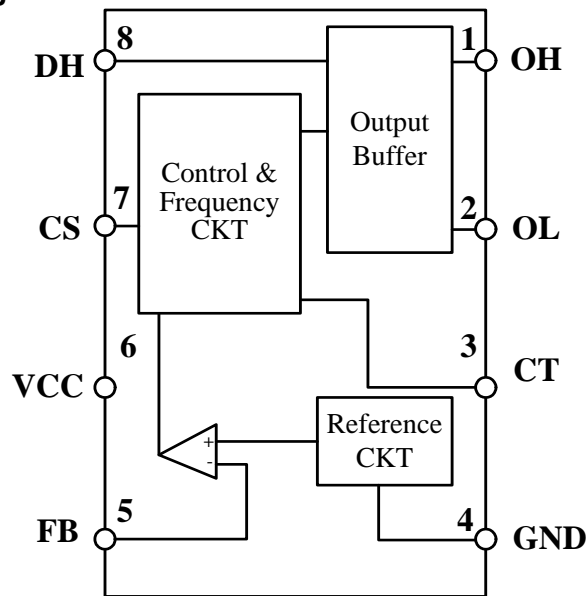 8
1
DH
OH
Output
Buffer
Control &
Frequency
CKT
7
2
CS
OL
6
3
VCC
CT
Reference
CKT
+
-
5
4
FB
GND